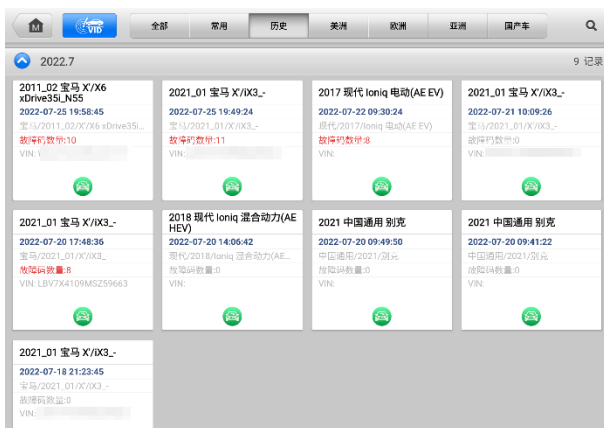 M
VID
全部
常用
历史
美洲
欧洲
亚洲
国产车
2022.7
9 记录
2011_02 宝马 X'/X6
xDrive35i_N55
2022-07-25 19:58:45
宝马/2011_02/X'/X6 xDrive35i...
故障码数量:10
VIN:
2021_01 宝马 X'/iX3_-
2022-07-25 19:49:24
宝马/2021_01/X'/iX3_-
故障码数量:11
VIN:
2017 现代 Ioniq 电动(AE EV)
2022-07-22 09:30:24
现代/2017/Ioniq 电动(AE EV)
故障码数量:8
VIN:
2021_01 宝马 X'/iX3_-
2022-07-21 10:09:26
宝马/2021_01/X'/iX3_-
故障码数量:0
VIN:
2021_01 宝马 X'/iX3_-
2022-07-20 17:48:36
宝马/2021_01/X'/iX3_-
故障码数量:8
VIN: LBV7X4109MSZ59663
2018 现代 Ioniq 混合动力(AE
HEV)
2022-07-20 14:06:42
现代/2018/Ioniq 混合动力(AE...
故障码数量:0
VIN:
2021 中国通用 别克
2022-07-20 09:49:50
中国通用/2021/别克
故障码数量:0
VIN:
2021 中国通用 别克
2022-07-20 09:41:22
中国通用/2021/别克
故障码数量:0
VIN:
2021_01 宝马 X'/iX3_-
2022-07-18 21:23:45
宝马/2021_01/X'/iX3_-
故障码数量:0
VIN: